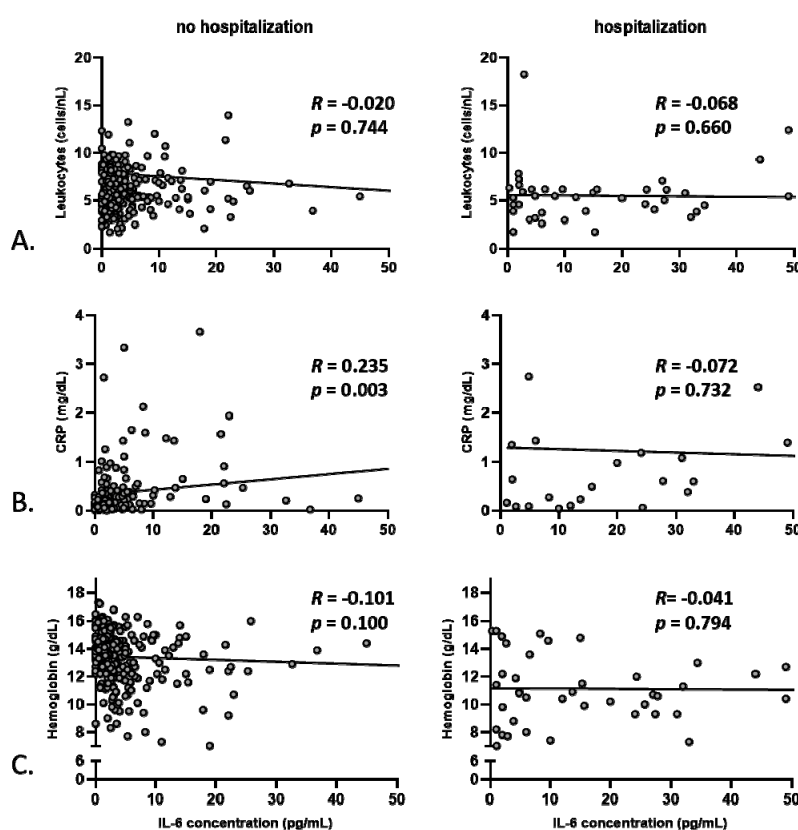 no hospitalization
hospitalization
A.
Leukocytes (cells/nL)
20
15
10
5
0
0 10 20 30 40 50
R = -0.020
p = 0.744
Leukocytes (cells/nL)
20
15
10
5
0
0 10 20 30 40 50
R = -0.068
p = 0.660
B.
CRP (mg/dL)
4
3
2
1
0
0 10 20 30 40 50
R = 0.235
p = 0.003
CRP (mg/dL)
4
3
2
1
0
0 10 20 30 40 50
R = -0.072
p = 0.732
C.
Hemoglobin (g/dL)
18
16
14
12
10
8
6
0
0 10 20 30 40 50
IL-6 concentration (pg/mL)
R = -0.101
p = 0.100
Hemoglobin (g/dL)
18
16
14
12
10
8
6
0
0 10 20 30 40 50
IL-6 concentration (pg/mL)
R= -0.041
p = 0.794